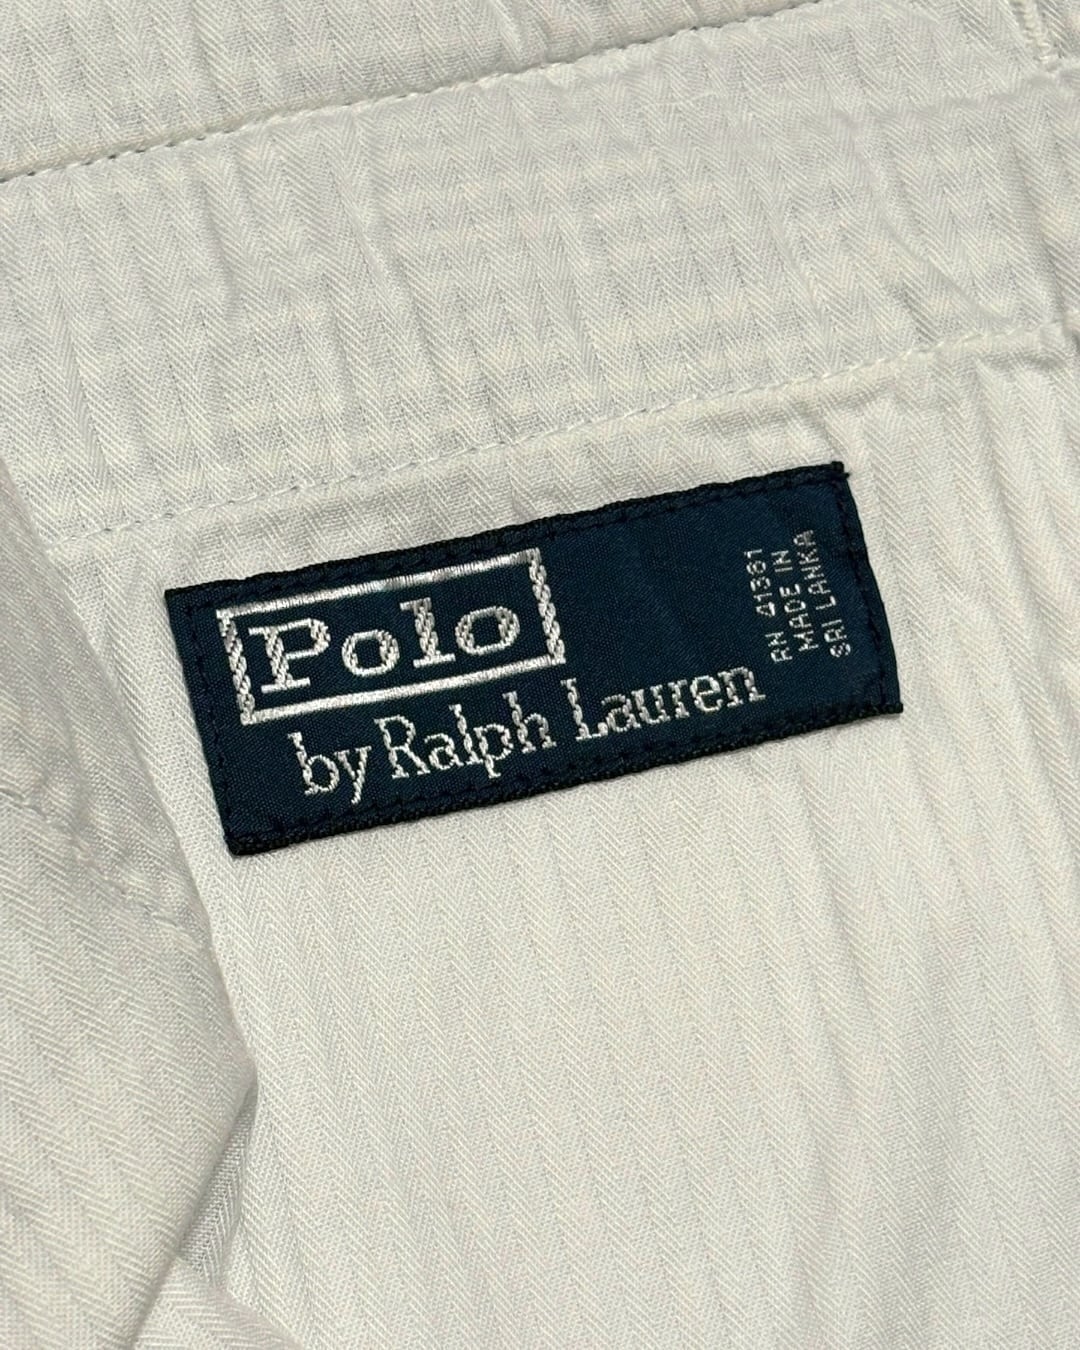 Polo
by Ralph Lauren
RN 41381
MADE IN
SRI LANKA